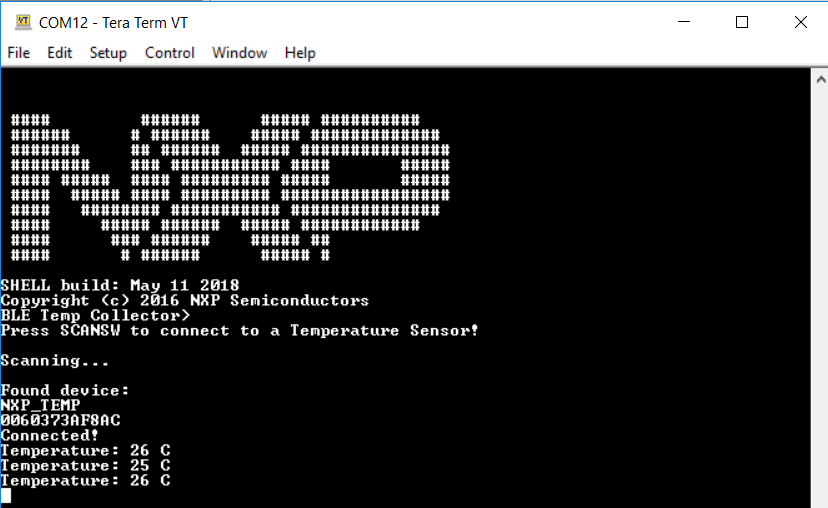 COM12 - Tera Term VT
File Edit Setup Control Window Help
NXP
SHELL build: May 11 2018
Copyright (c) 2016 NXP Semiconductors
BLE Temp Collector>
Press SCANSW to connect to a Temperature Sensor!
Scanning...
Found device:
NXP_TEMP
0060373AF8AC
Connected!
Temperature: 26 C
Temperature: 25 C
Temperature: 26 C